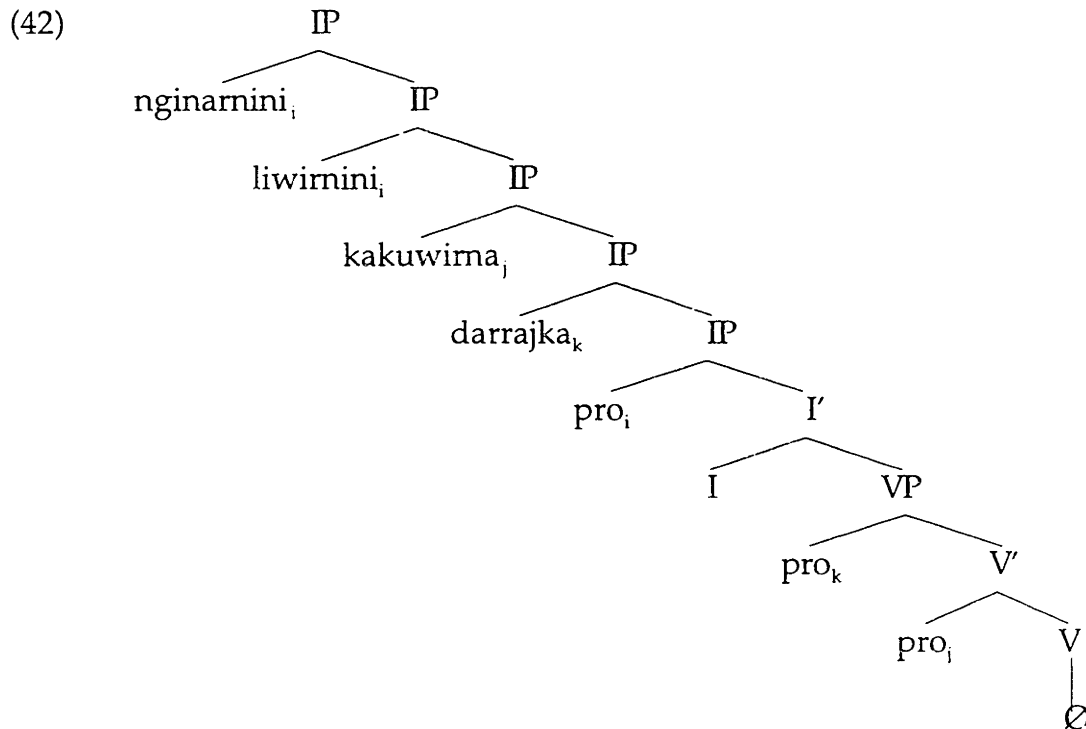 (42) IP
nginarnini_i IP
liwirnini_i IP
kakuwirna_j IP
darrajka_k IP
pro_i I′
I VP
pro_k V′
pro_j V
∅